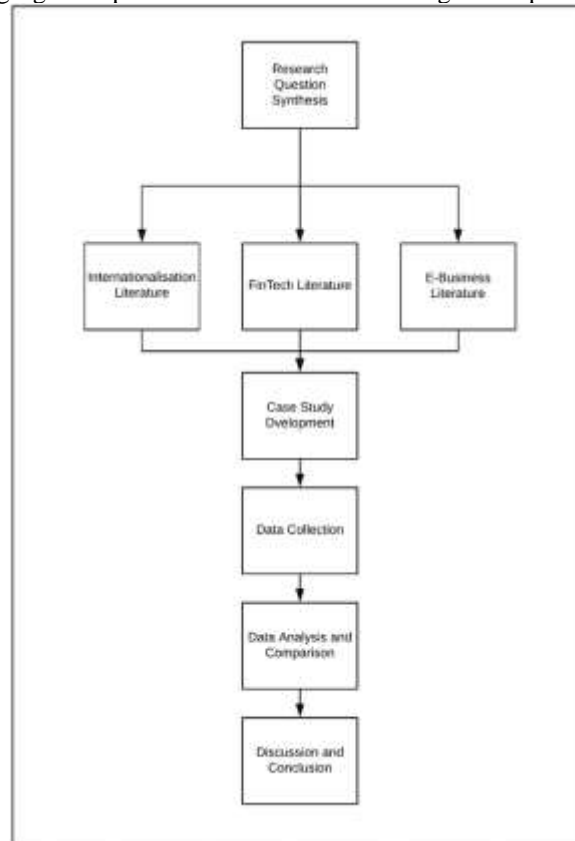 Research
Question
Synthesis
Internationalisation
Literature
FinTech Literature
E-Business
Literature
Case Study
Dvelopment
Data Collection
Data Analysis and
Comparison
Discussion and
Conclusion